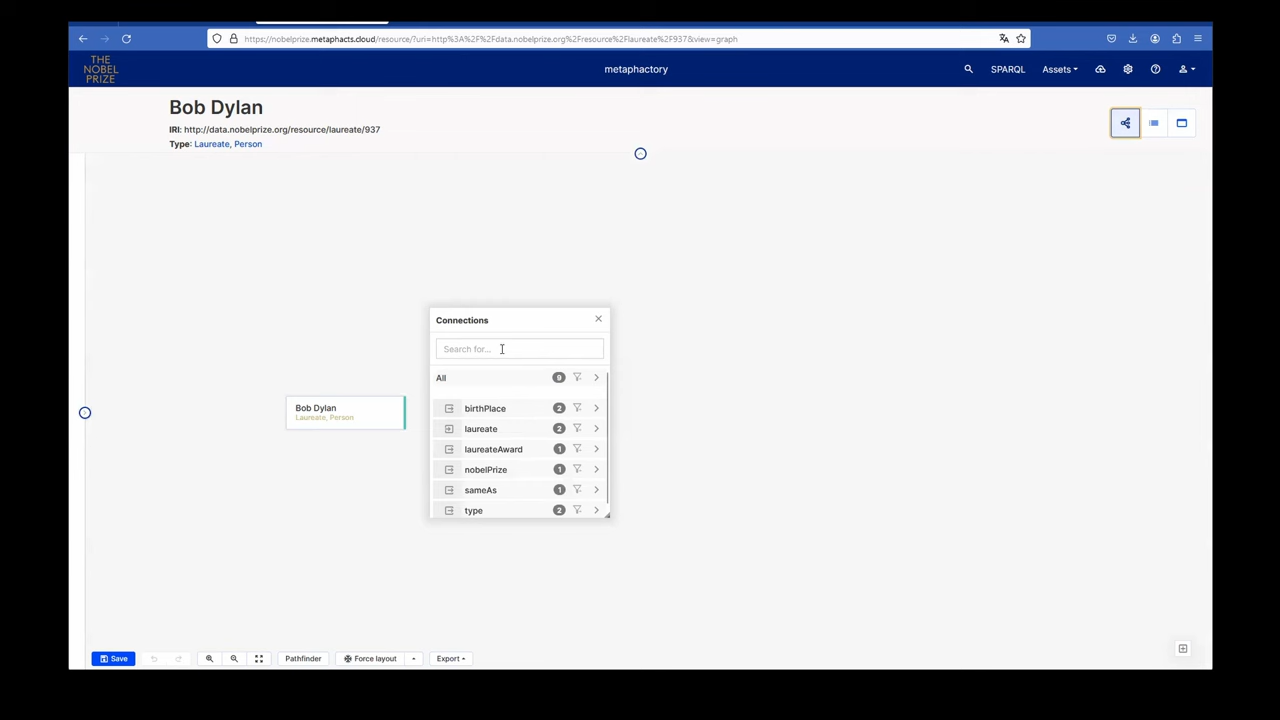 https://nobelprize.metaphacts.cloud/resource/?uri=http%3A%2F%2Fdata.nobelprize.org%2Fresource%2Flaureate%2F937&view=graph
THE
NOBEL
PRIZE
metaphactory
SPARQL
Assets
Bob Dylan
IRI: http://data.nobelprize.org/resource/laureate/937
Type: Laureate, Person
Connections
Search for...
All 9
birthPlace 2
laureate 2
laureateAward 1
nobelPrize 1
sameAs 1
type 2
Bob Dylan
Laureate, Person
Save
Pathfinder
Force layout
Export